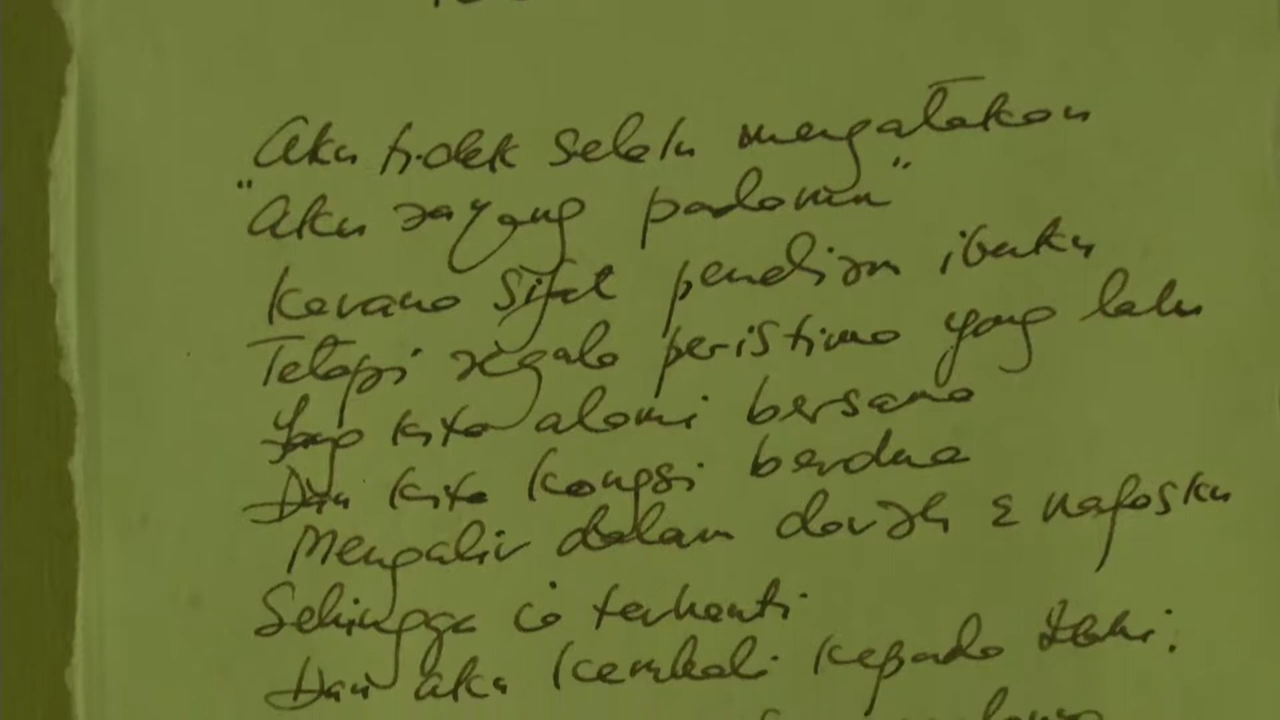 Aku tidak selalu mengatakan
"Aku sayang padamu"
Kerana sifat pendiam ibuku
Tetapi segala peristiwa yang lalu
Yang kita alami bersama
Dan kita kongsi berdua
Mengalir dalam darah & nafasku
Sehingga ia terhenti
Dan aku kembali kepada Ilahi.